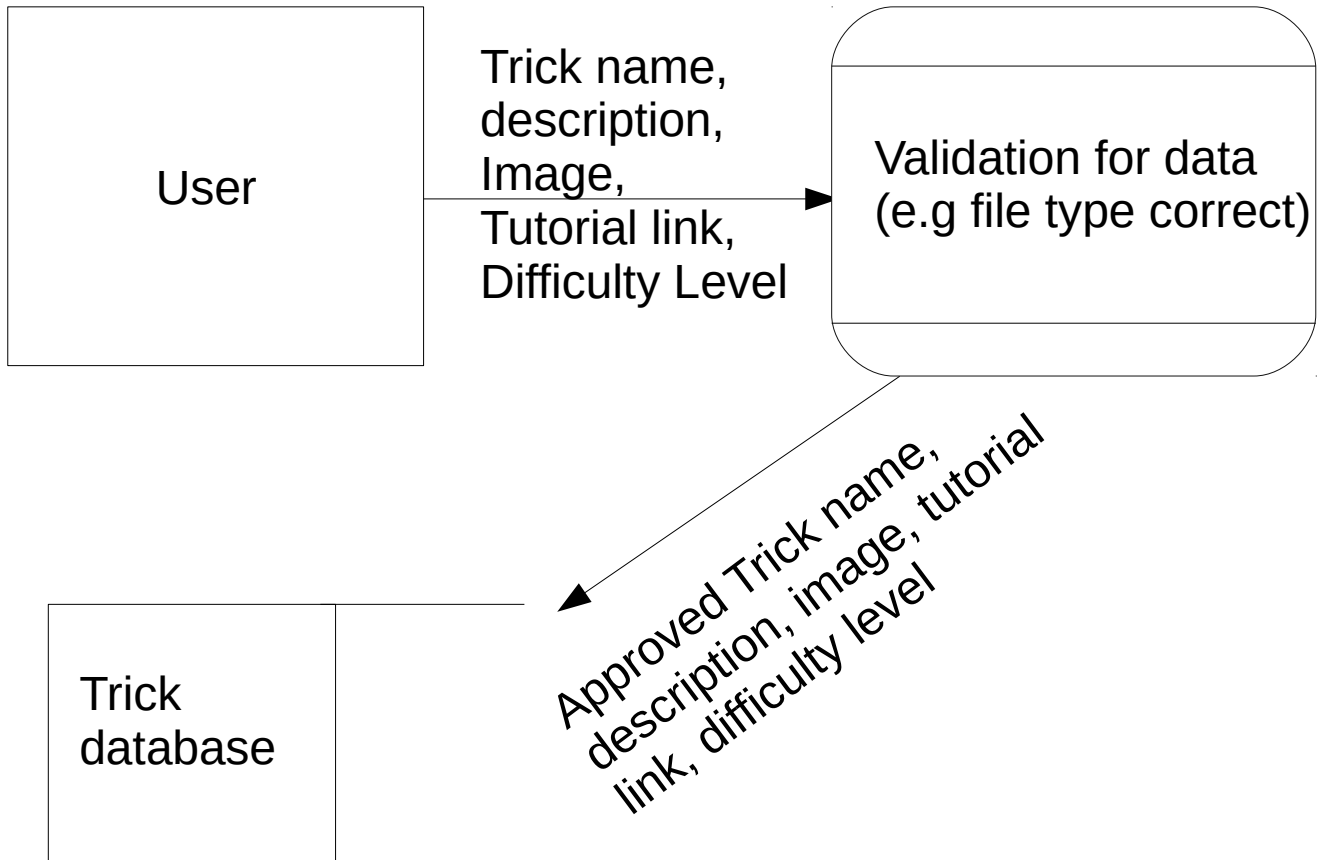 User
Trick name,
description,
Image,
Tutorial link,
Difficulty Level
Validation for data
(e.g file type correct)
Approved Trick name,
description, image, tutorial
link, difficulty level
Trick
database